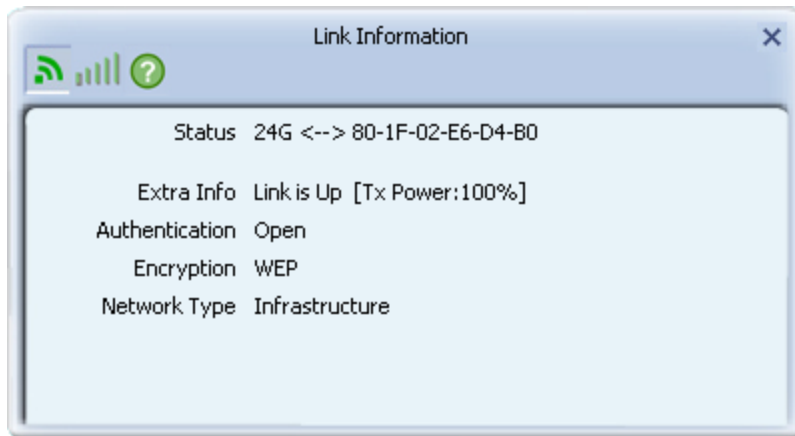 Link Information
Status 24G <--> 80-1F-02-E6-D4-B0
Extra Info Link is Up [Tx Power:100%]
Authentication Open
Encryption WEP
Network Type Infrastructure